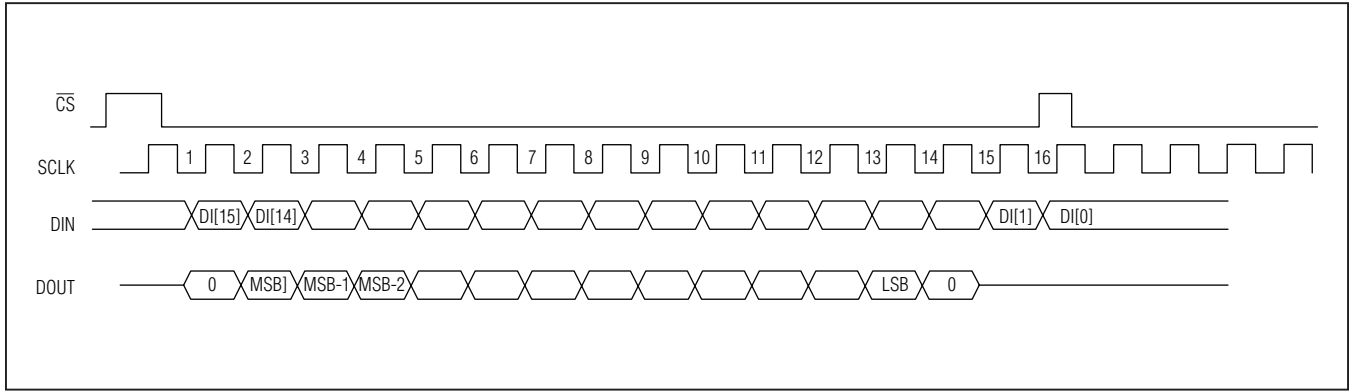 CS
SCLK 1 2 3 4 5 6 7 8 9 10 11 12 13 14 15 16
DIN DI[15] DI[14] DI[1] DI[0]
DOUT 0 MSB] MSB-1 MSB-2 LSB 0